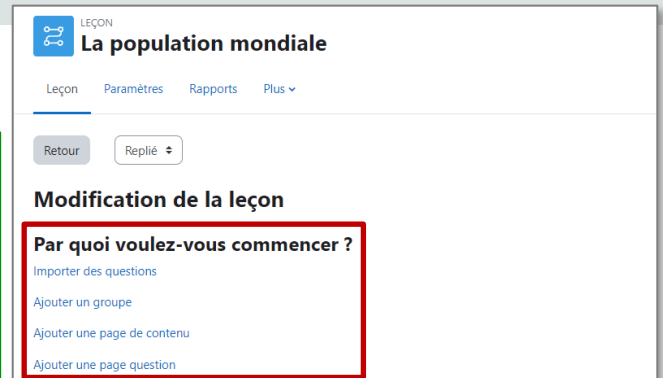 LEÇON
La population mondiale
Leçon Paramètres Rapports Plus
Retour Replié
Modification de la leçon
Par quoi voulez-vous commencer ?
Importer des questions
Ajouter un groupe
Ajouter une page de contenu
Ajouter une page question